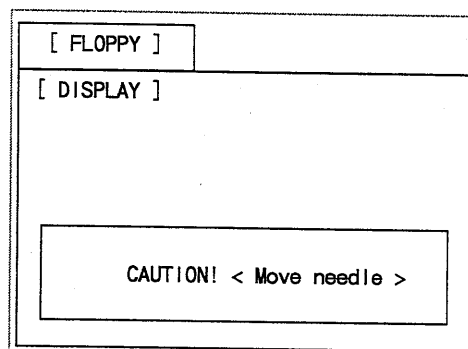 [ FLOPPY ]
[ DISPLAY ]
CAUTION! < Move needle >